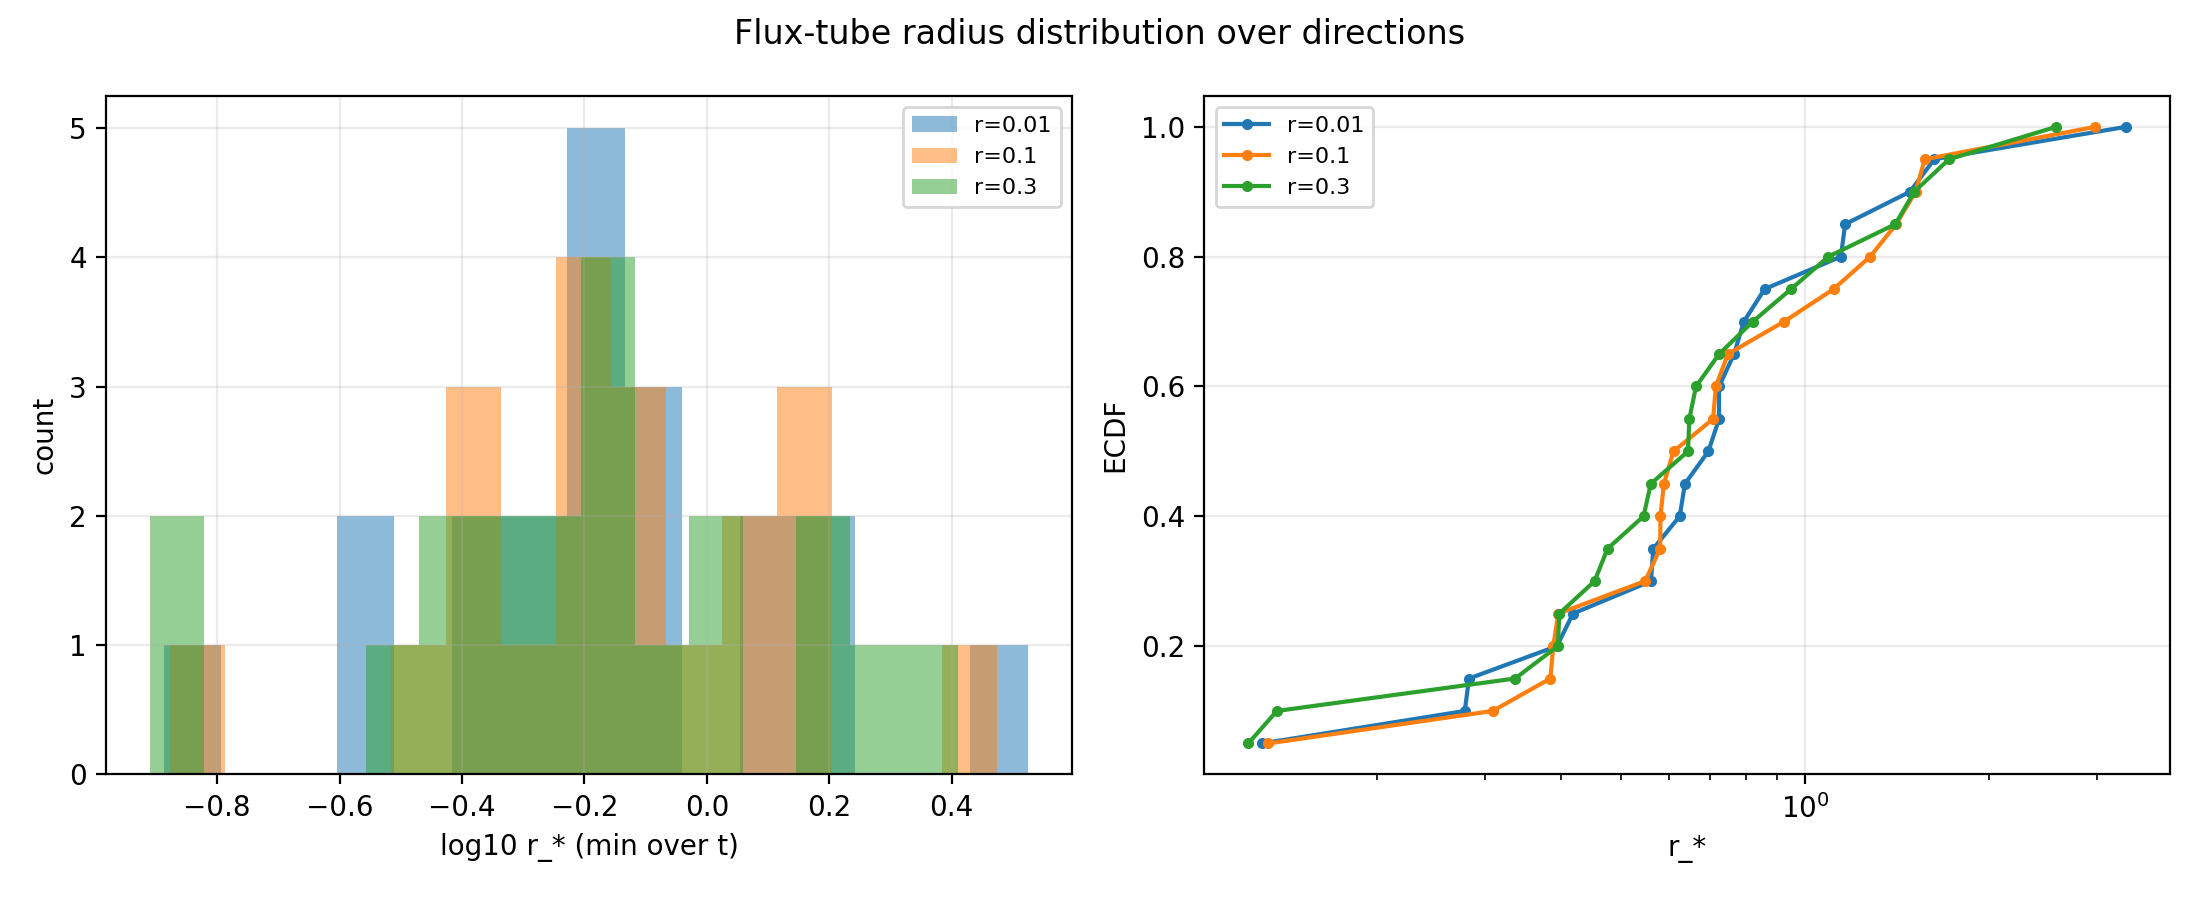 Flux-tube radius distribution over directions
5
4
3
2
1
0
count
−0.8
−0.6
−0.4
−0.2
0.0
0.2
0.4
log10 r_* (min over t)
r=0.01
r=0.1
r=0.3
1.0
0.8
0.6
0.4
0.2
ECDF
10⁰
r_*
r=0.01
r=0.1
r=0.3